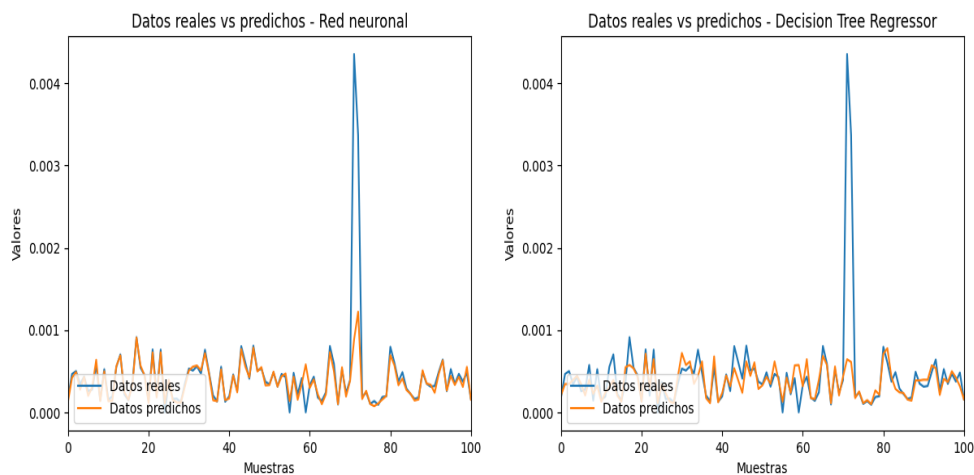 Datos reales vs predichos - Red neuronal
Valores
0.004
0.003
0.002
0.001
0.000
Datos reales
Datos predichos
0
20
40
60
80
100
Muestras
Datos reales vs predichos - Decision Tree Regressor
Valores
0.004
0.003
0.002
0.001
0.000
Datos reales
Datos predichos
0
20
40
60
80
100
Muestras